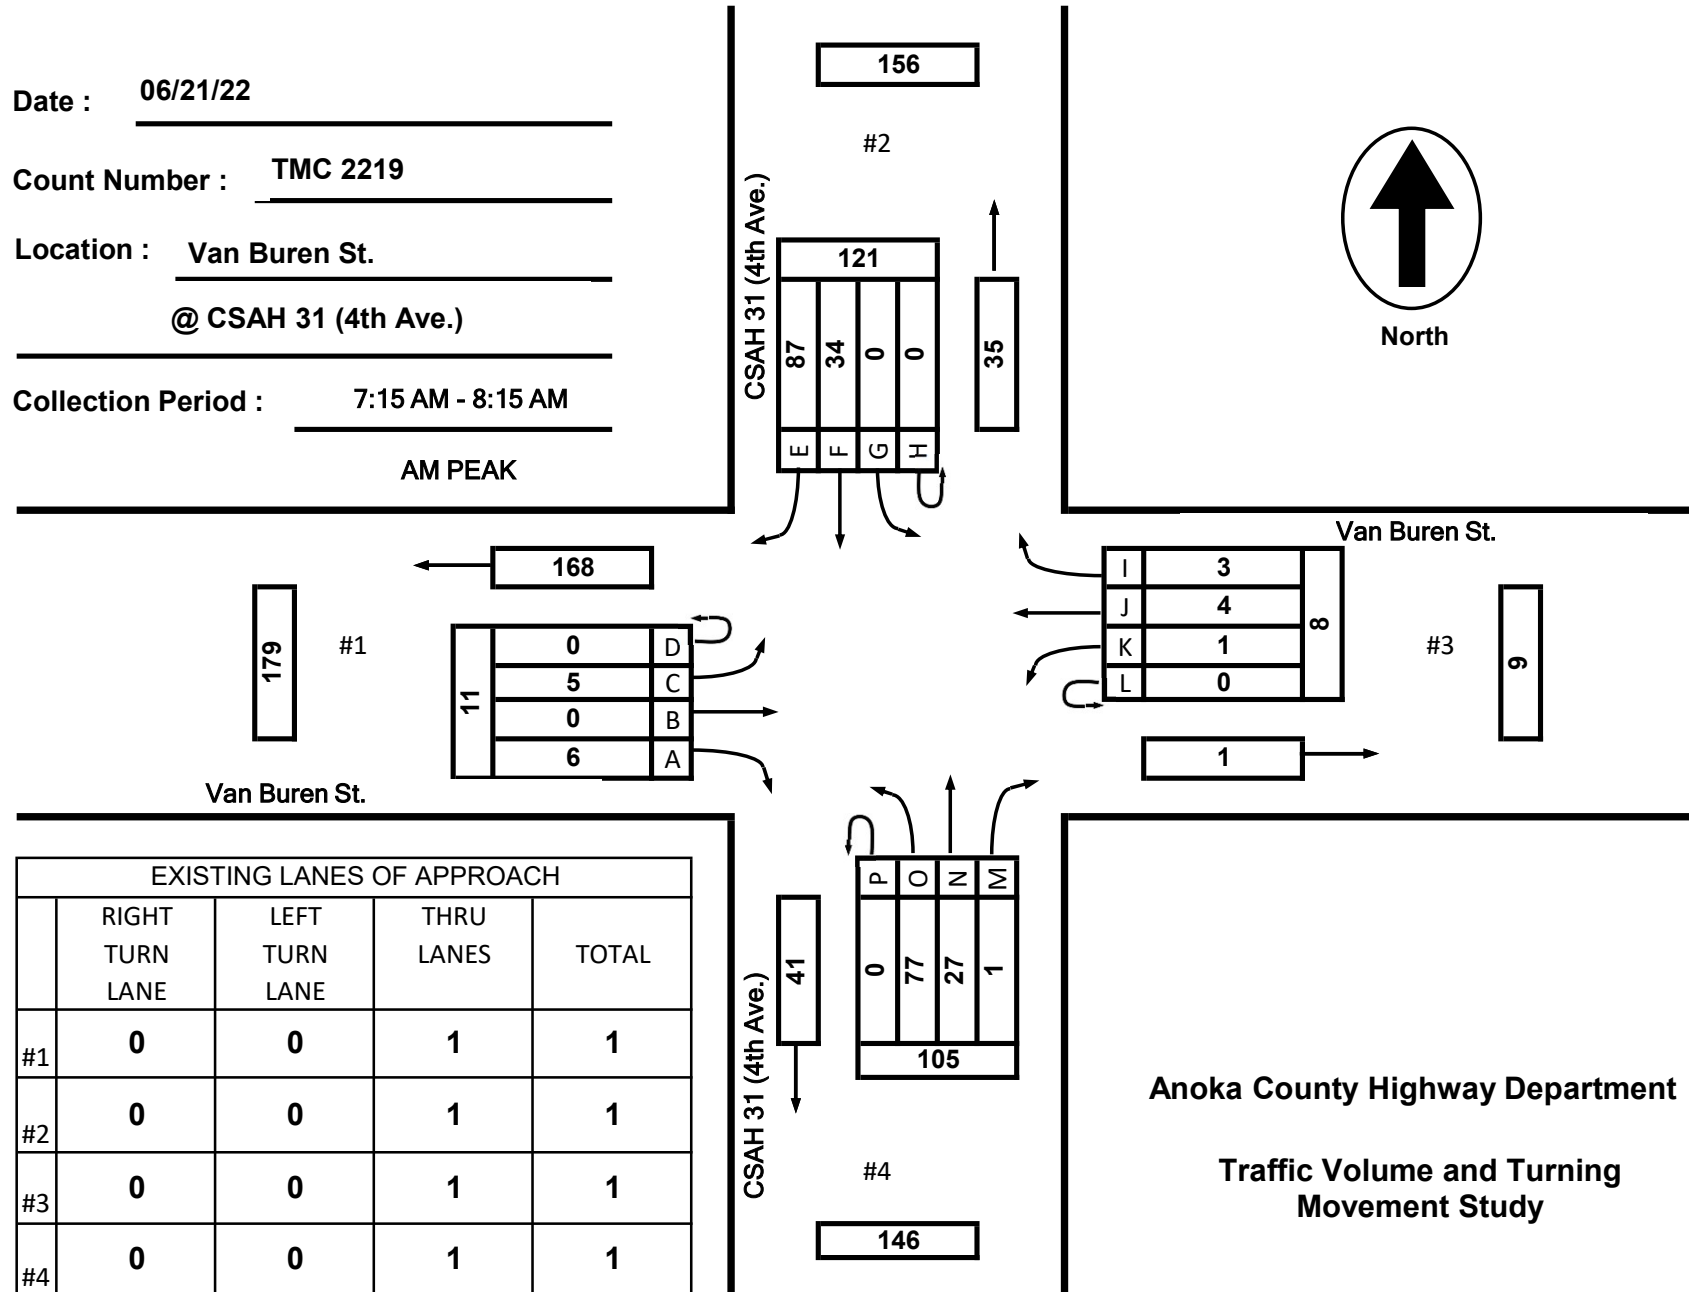 Date : 06/21/22
Count Number : TMC 2219
Location : Van Buren St.
@ CSAH 31 (4th Ave.)
Collection Period : 7:15 AM - 8:15 AM
AM PEAK
156
#2
CSAH 31 (4th Ave.)
121
87 34 0 0
E F G H
35
North
168
179
#1
11
0 D
5 C
0 B
6 A
Van Buren St.
Van Buren St.
I 3
J 4
K 1
L 0
8
#3
9
1
P O N M
0 77 27 1
105
41
CSAH 31 (4th Ave.)
#4
146
EXISTING LANES OF APPROACH
RIGHT TURN LANE
LEFT TURN LANE
THRU LANES
TOTAL
#1 0 0 1 1
#2 0 0 1 1
#3 0 0 1 1
#4 0 0 1 1
Anoka County Highway Department
Traffic Volume and Turning
Movement Study